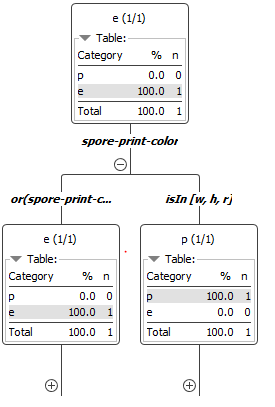 e (1/1)
Table:
Category % n
p 0.0 0
e 100.0 1
Total 100.0 1
spore-print-color
or(spore-print-c... isIn [w, h, r]
e (1/1) p (1/1)
Table: Table:
Category % n Category % n
p 0.0 0 p 100.0 1
e 100.0 1 e 0.0 0
Total 100.0 1 Total 100.0 1